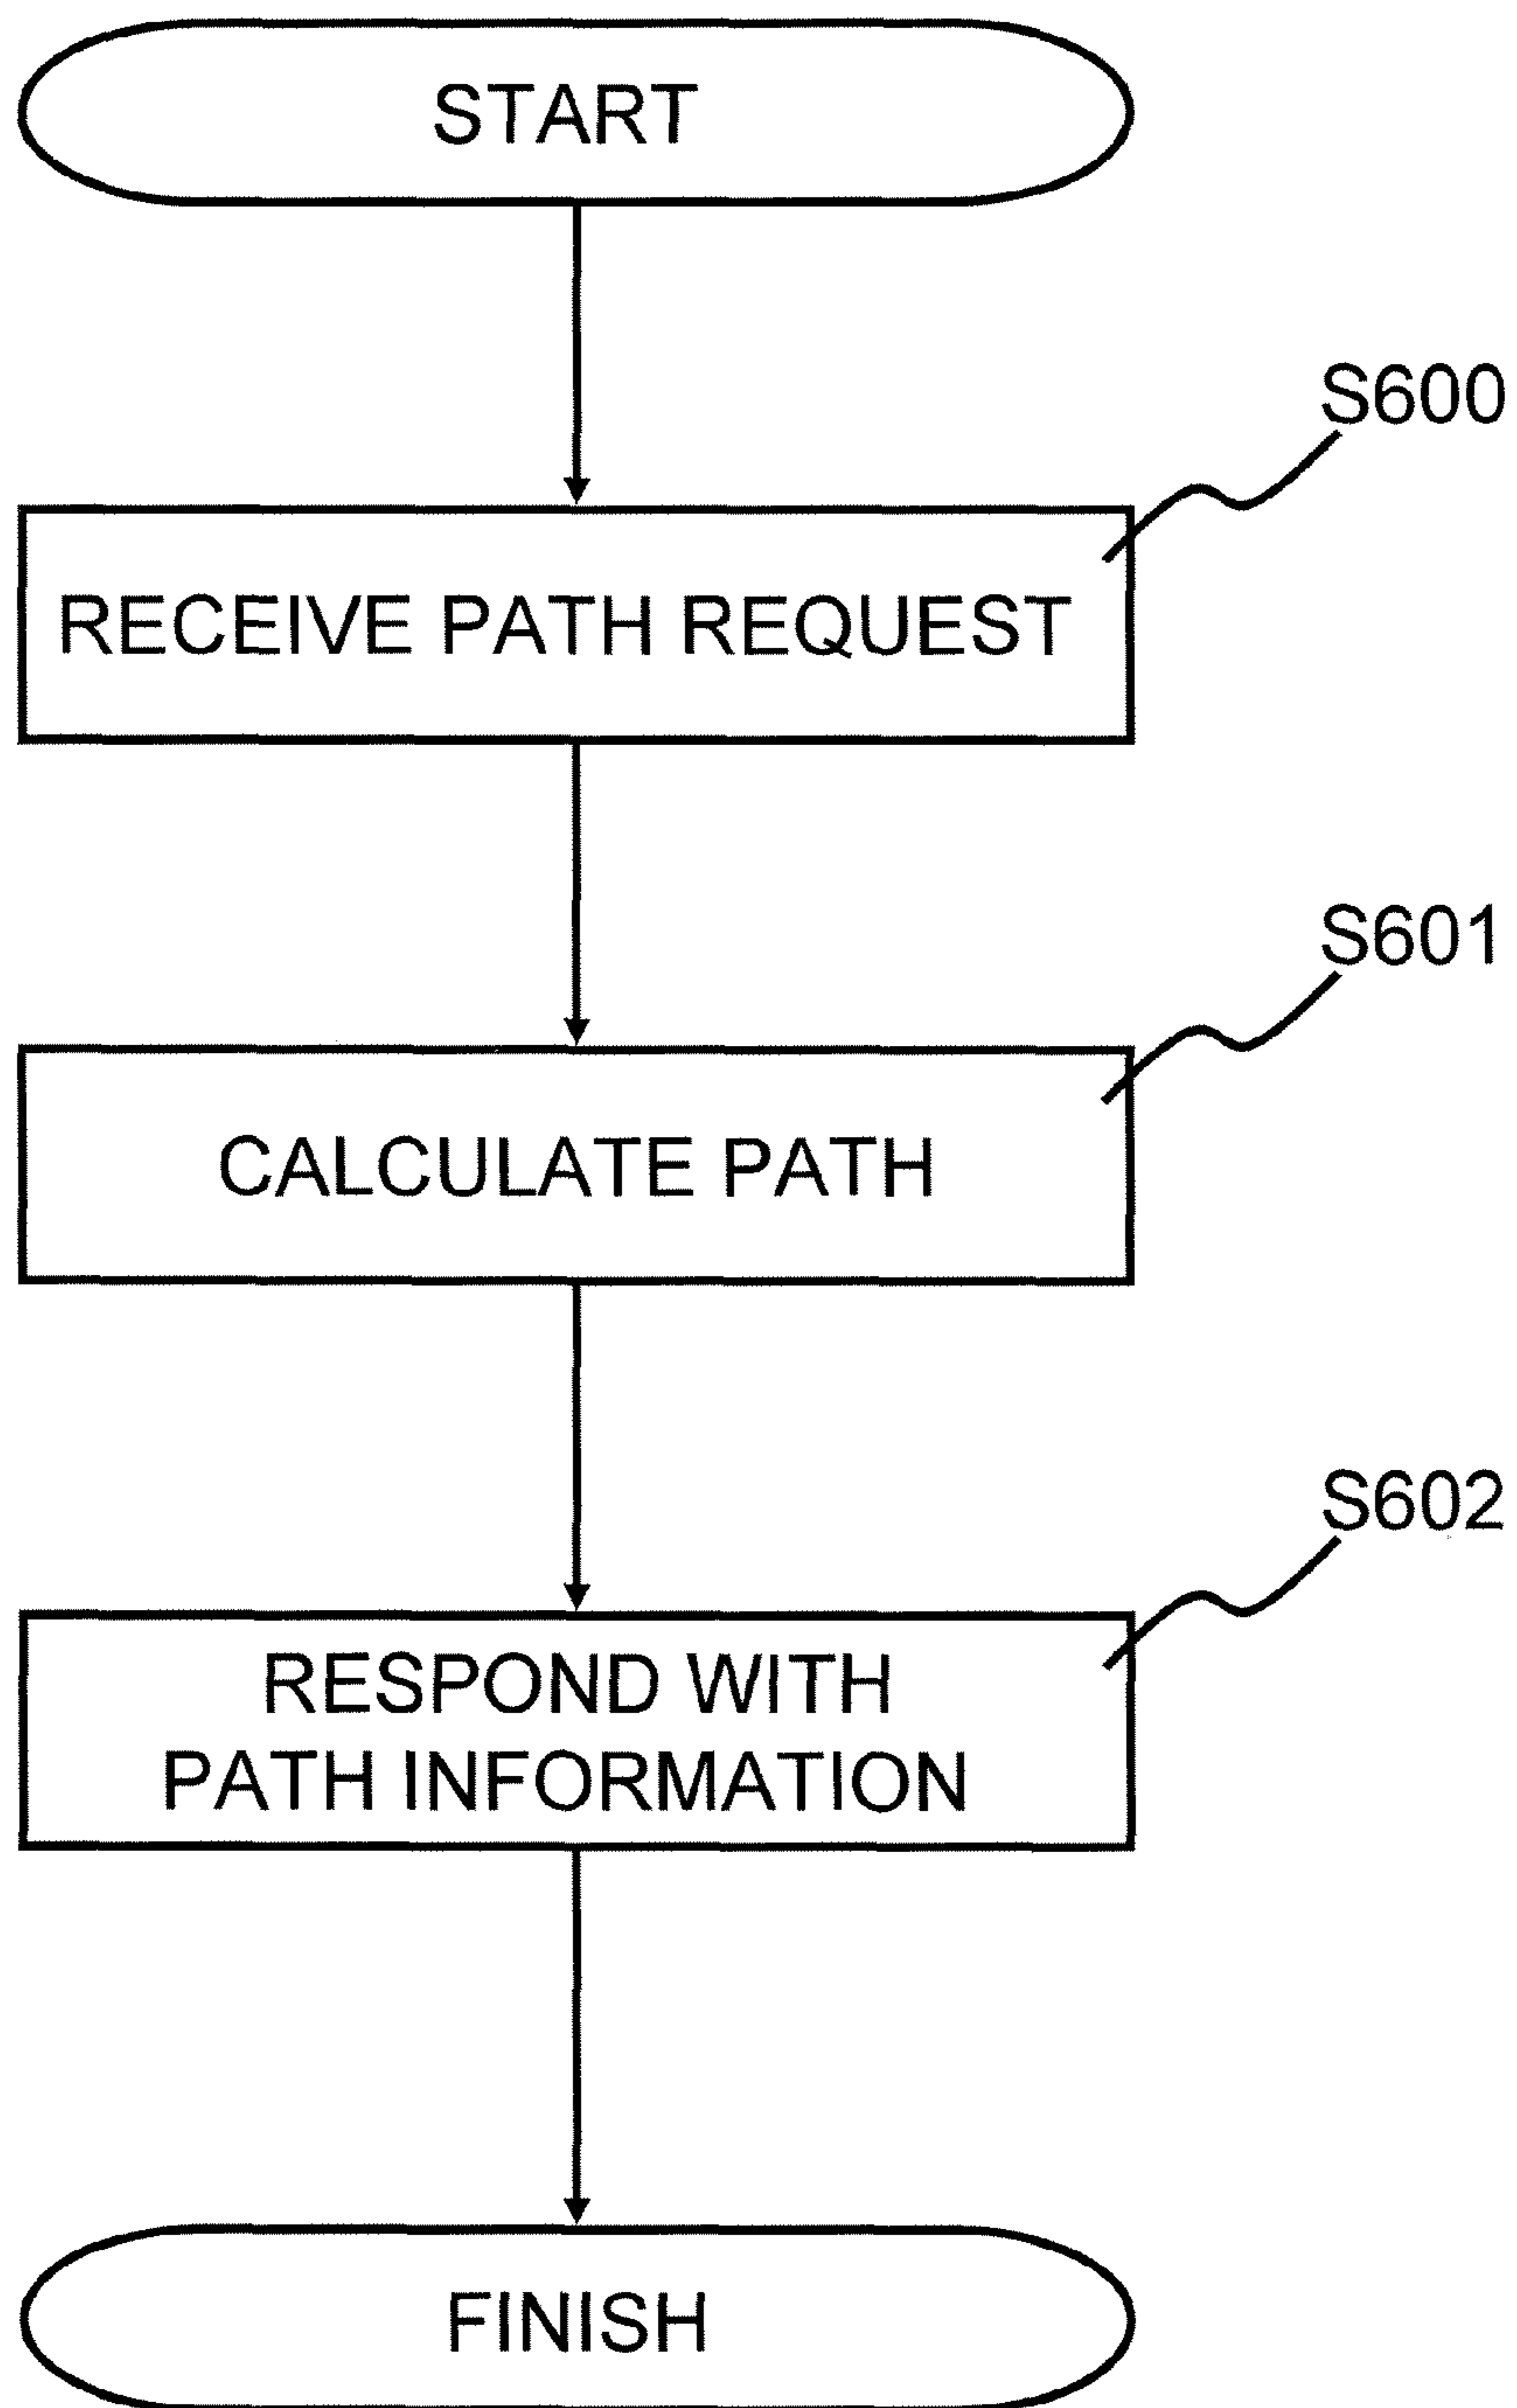 START
S600
RECEIVE PATH REQUEST
S601
CALCULATE PATH
S602
RESPOND WITH
PATH INFORMATION
FINISH